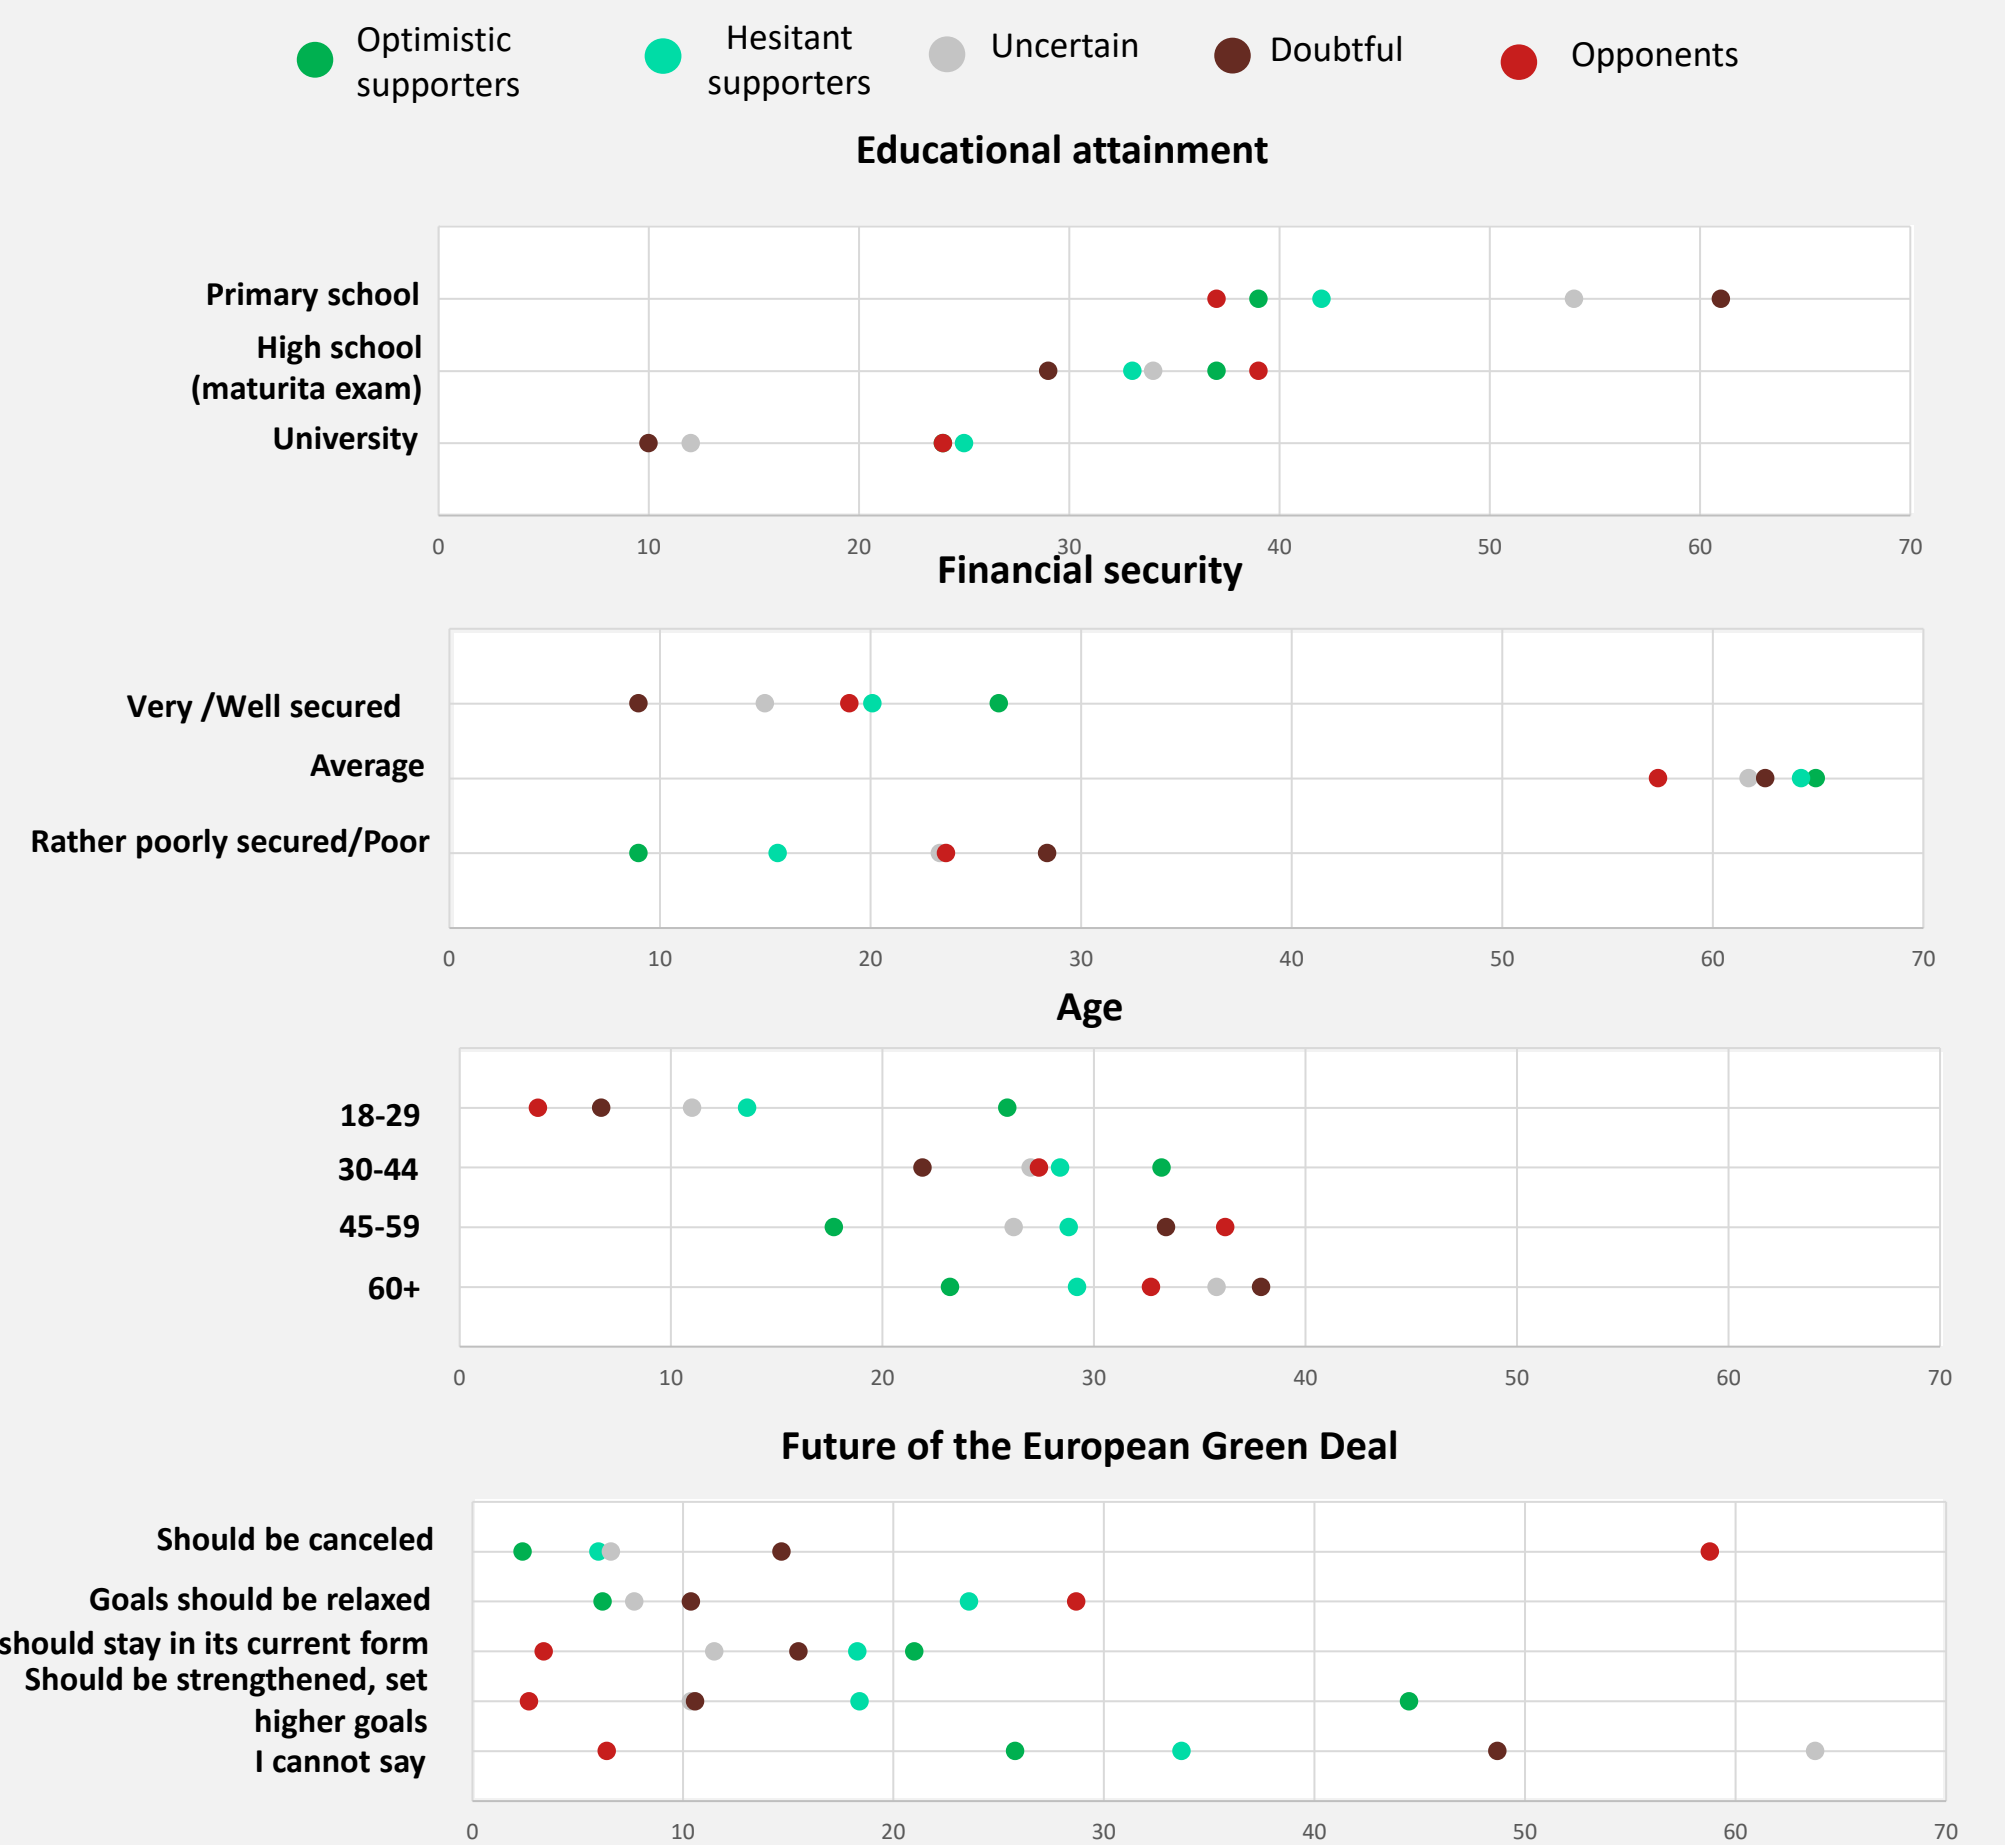 Optimistic
supporters
Hesitant
supporters
Uncertain
Doubtful
Opponents
Educational attainment
Primary school
High school
(maturita exam)
University
0 10 20 30 40 50 60 70
Financial security
Very /Well secured
Average
Rather poorly secured/Poor
0 10 20 30 40 50 60 70
Age
18-29
30-44
45-59
60+
0 10 20 30 40 50 60 70
Future of the European Green Deal
Should be canceled
Goals should be relaxed
should stay in its current form
Should be strengthened, set
higher goals
I cannot say
0 10 20 30 40 50 60 70